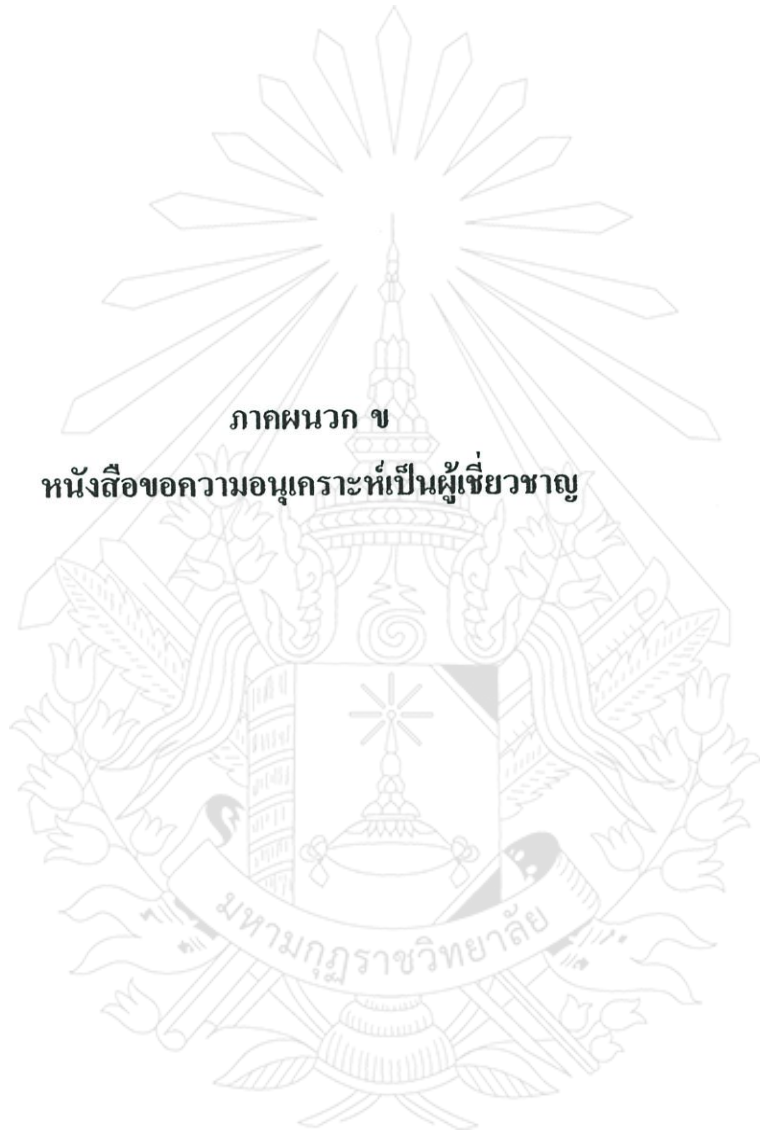 ภาคผนวก ข
หนังสือขอความอนุเคราะห์เป็นผู้เชี่ยวชาญ
มหามกุฏราชวิทยาลัย